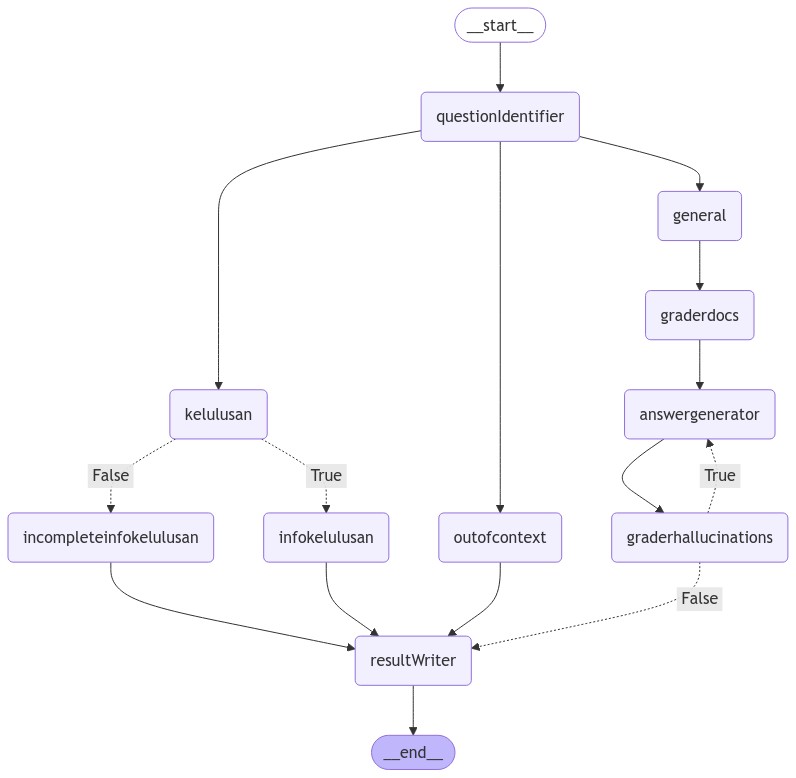 __start__
questionIdentifier
general
graderdocs
kelulusan
answergenerator
False
True
True
incompleteinfokelulusan
infokelulusan
outofcontext
graderhallucinations
False
resultWriter
__end__